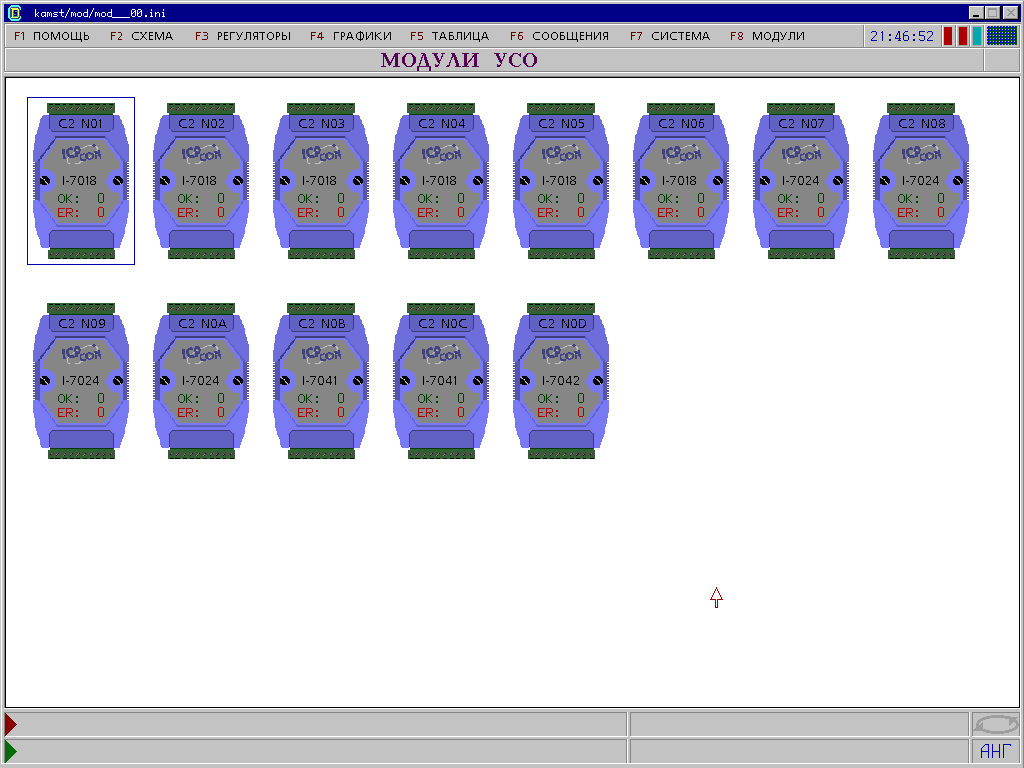 kamst/mod/mod___00.ini
F1 ПОМОЩЬ F2 СХЕМА F3 РЕГУЛЯТОРЫ F4 ГРАФИКИ F5 ТАБЛИЦА F6 СООБЩЕНИЯ F7 СИСТЕМА F8 МОДУЛИ 21:46:52
МОДУЛИ УСО
C2 N01 C2 N02 C2 N03 C2 N04 C2 N05 C2 N06 C2 N07 C2 N08
ICP CON ICP CON ICP CON ICP CON ICP CON ICP CON ICP CON ICP CON
I-7018 I-7018 I-7018 I-7018 I-7018 I-7018 I-7024 I-7024
OK: 0 OK: 0 OK: 0 OK: 0 OK: 0 OK: 0 OK: 0 OK: 0
ER: 0 ER: 0 ER: 0 ER: 0 ER: 0 ER: 0 ER: 0 ER: 0
C2 N09 C2 N0A C2 N0B C2 N0C C2 N0D
ICP CON ICP CON ICP CON ICP CON ICP CON
I-7024 I-7024 I-7041 I-7041 I-7042
OK: 0 OK: 0 OK: 0 OK: 0 OK: 0
ER: 0 ER: 0 ER: 0 ER: 0 ER: 0
АНГ